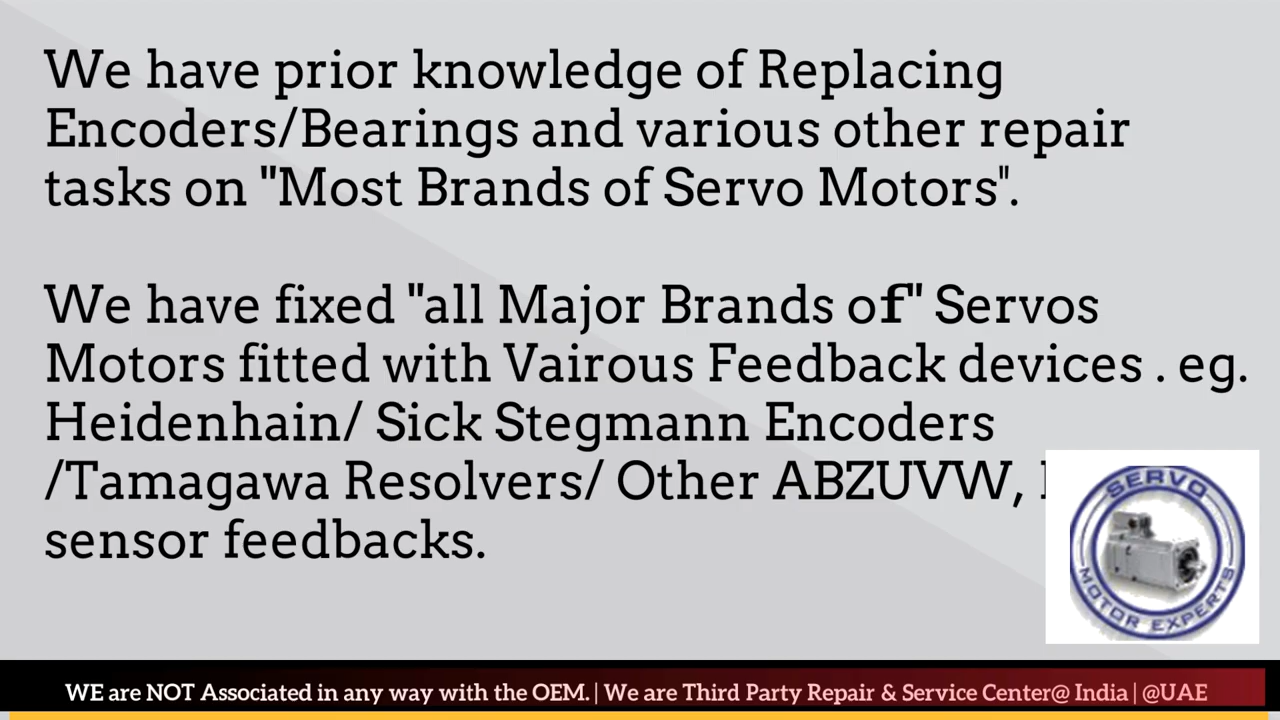 We have prior knowledge of Replacing
Encoders/Bearings and various other repair
tasks on "Most Brands of Servo Motors".
We have fixed "all Major Brands of" Servos
Motors fitted with Vairous Feedback devices . eg.
Heidenhain/ Sick Stegmann Encoders
/Tamagawa Resolvers/ Other ABZUVW,
sensor feedbacks.
SERVO
MOTOR EXPERTS
WE are NOT Associated in any way with the OEM. | We are Third Party Repair & Service Center@ India | @UAE